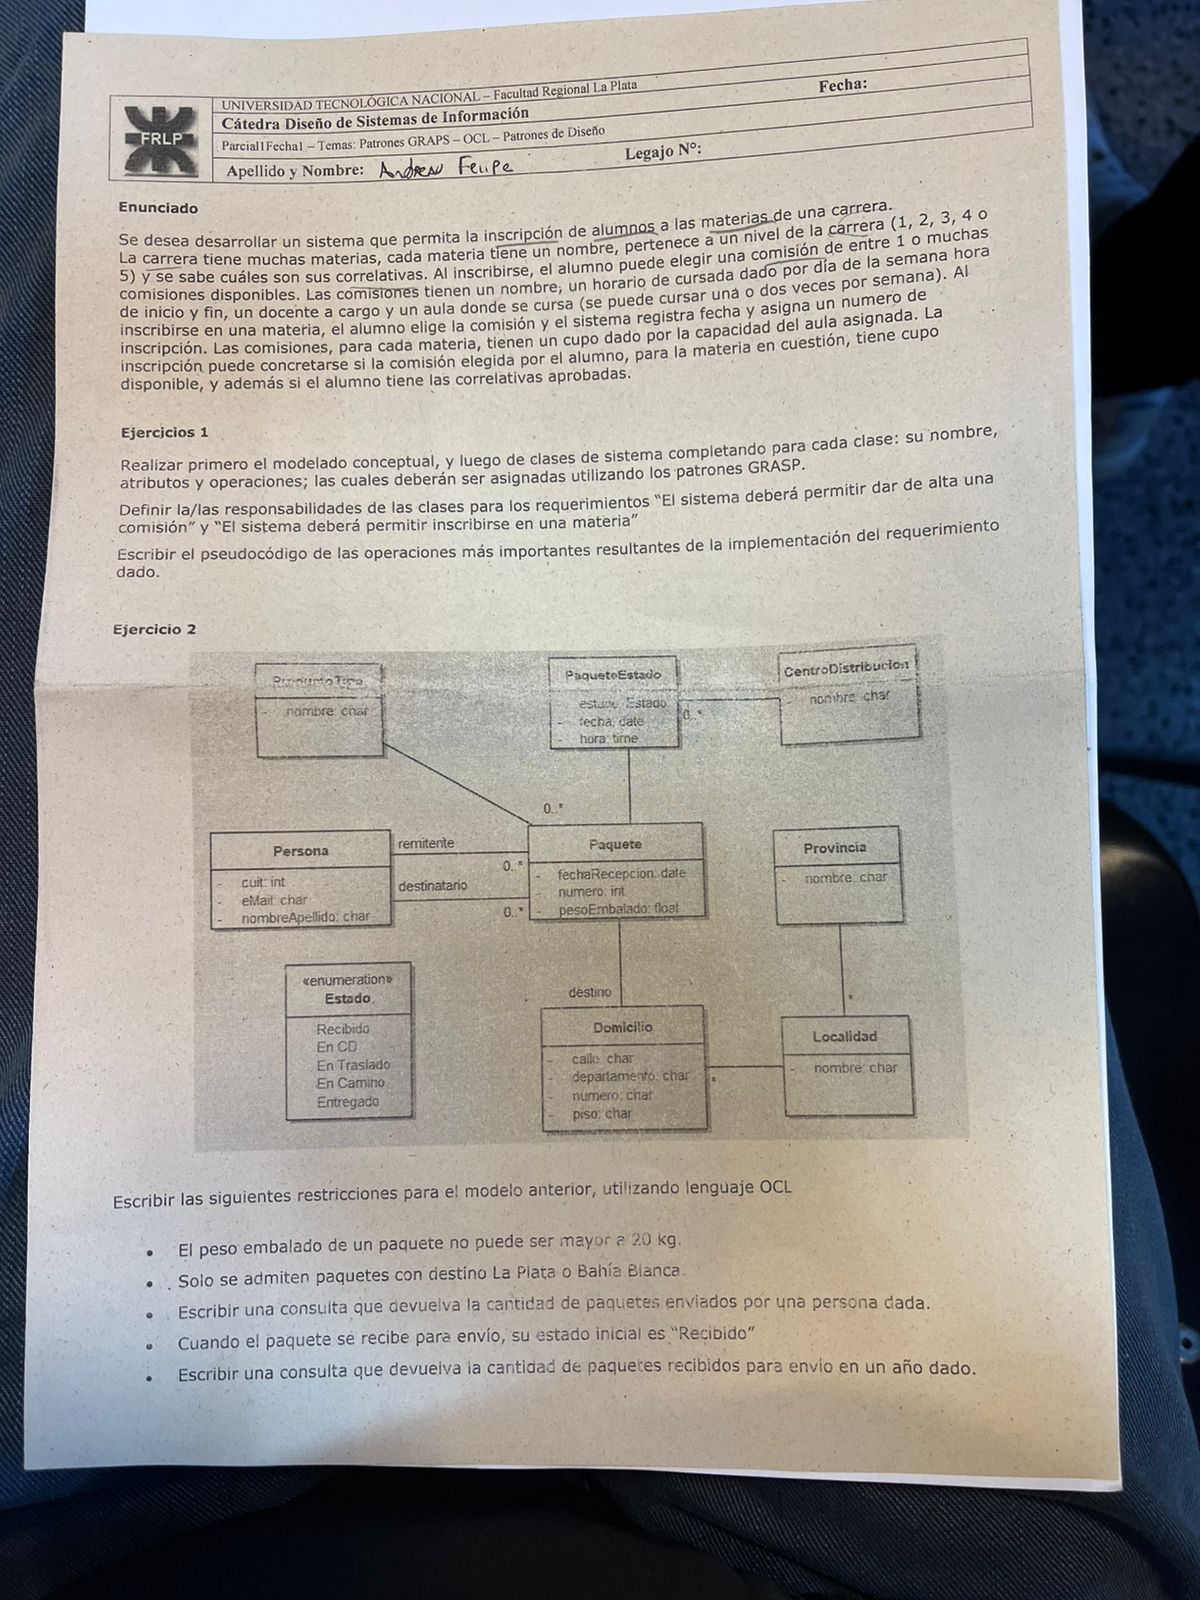 FRLP
UNIVERSIDAD TECNOLÓGICA NACIONAL – Facultad Regional La Plata
Cátedra Diseño de Sistemas de Información
Fecha:
Parcial1Fecha1 – Temas: Patrones GRAPS – OCL – Patrones de Diseño
Apellido y Nombre: Andreau Felipe
Legajo N°:
Enunciado
Se desea desarrollar un sistema que permita la inscripción de alumnos a las materias de una carrera.
La carrera tiene muchas materias, cada materia tiene un nombre, pertenece a un nivel de la carrera (1, 2, 3, 4 o
5) y se sabe cuáles son sus correlativas. Al inscribirse, el alumno puede elegir una comisión de entre 1 o muchas
comisiones disponibles. Las comisiones tienen un nombre, un horario de cursada dado por día de la semana hora
de inicio y fin, un docente a cargo y un aula donde se cursa (se puede cursar una o dos veces por semana). Al
inscribirse en una materia, el alumno elige la comisión y el sistema registra fecha y asigna un numero de
inscripción. Las comisiones, para cada materia, tienen un cupo dado por la capacidad del aula asignada. La
inscripción puede concretarse si la comisión elegida por el alumno, para la materia en cuestión, tiene cupo
disponible, y además si el alumno tiene las correlativas aprobadas.
Ejercicios 1
Realizar primero el modelado conceptual, y luego de clases de sistema completando para cada clase: su nombre,
atributos y operaciones; las cuales deberán ser asignadas utilizando los patrones GRASP.
Definir la/las responsabilidades de las clases para los requerimientos "El sistema deberá permitir dar de alta una
comisión" y "El sistema deberá permitir inscribirse en una materia"
Escribir el pseudocódigo de las operaciones más importantes resultantes de la implementación del requerimiento
dado.
Ejercicio 2
- nombre: char
PaqueteEstado
- estado: Estado
- fecha: date
- hora: time
0..*
CentroDistribucion
- nombre: char
0..*
Persona
- cuit: int
- eMail: char
- nombreApellido: char
remitente
0..*
destinatario
0..*
Paquete
- fechaRecepcion: date
- numero: int
- pesoEmbalado: float
Provincia
- nombre: char
«enumeration»
Estado
Recibido
En CD
En Traslado
En Camino
Entregado
destino
Domicilio
- calle: char
- departamento: char
- numero: char
- piso: char
*
*
Localidad
- nombre: char
Escribir las siguientes restricciones para el modelo anterior, utilizando lenguaje OCL
• El peso embalado de un paquete no puede ser mayor a 20 kg.
• Solo se admiten paquetes con destino La Plata o Bahía Blanca.
• Escribir una consulta que devuelva la cantidad de paquetes enviados por una persona dada.
• Cuando el paquete se recibe para envío, su estado inicial es "Recibido"
• Escribir una consulta que devuelva la cantidad de paquetes recibidos para envío en un año dado.